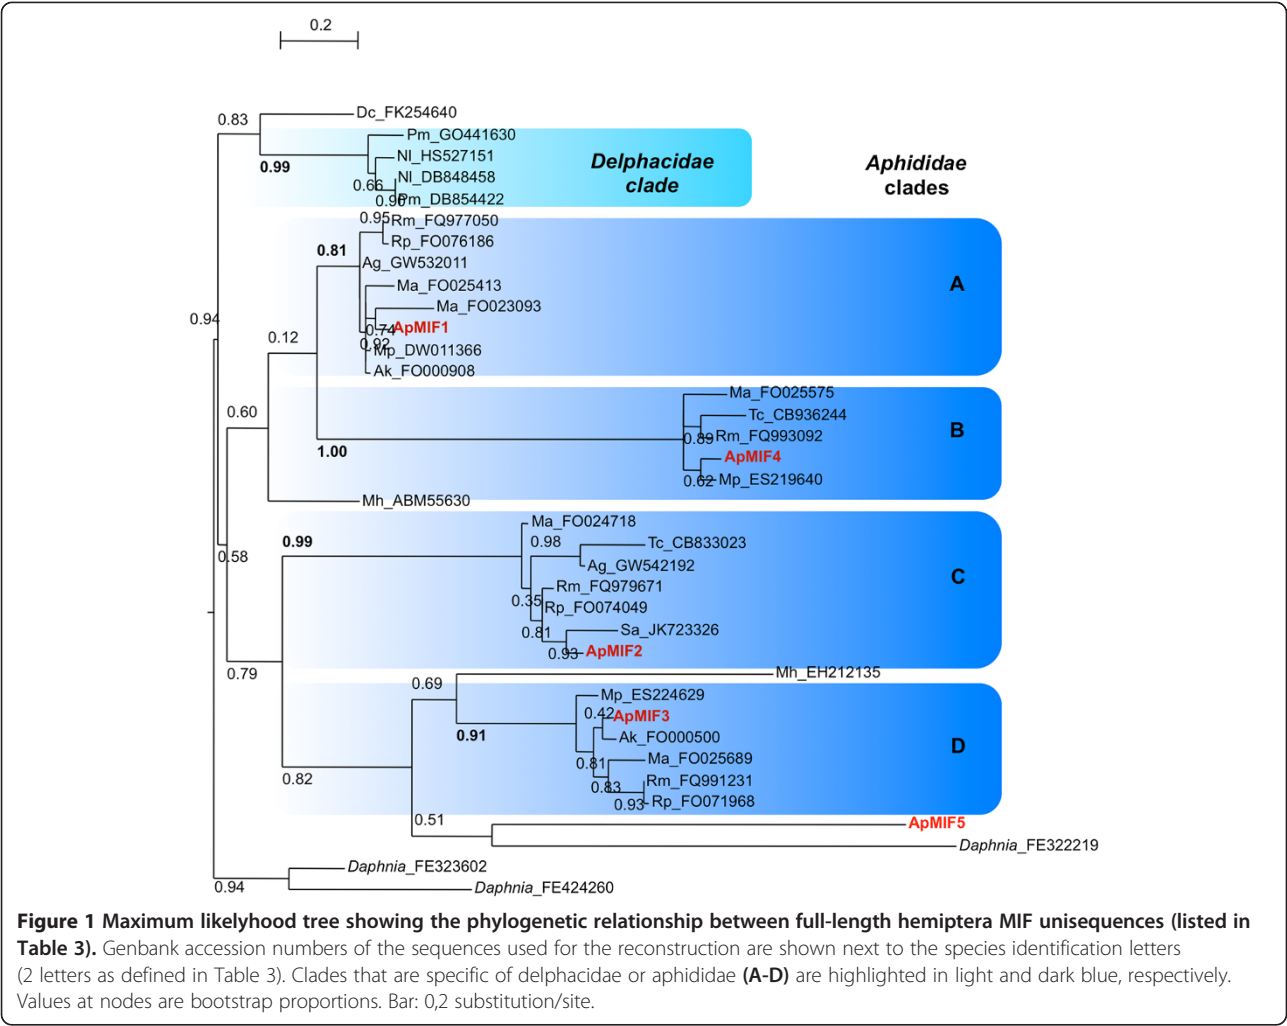 0.2
Dc_FK254640
0.83
Pm_GO441630
0.99
Nl_HS527151
Delphacidae
clade
Aphididae
clades
Nl_DB848458
0.66
0.90
Pm_DB854422
0.95
Rm_FQ977050
Rp_FO076186
0.81
Ag_GW532011
Ma_FO025413
A
Ma_FO023093
0.94
ApMIF1
0.74
0.12
0.92
Mp_DW011366
Ak_FO000908
Ma_FO025575
0.60
Tc_CB936244
B
0.89
Rm_FQ993092
1.00
ApMIF4
0.62
Mp_ES219640
Mh_ABM55630
Ma_FO024718
0.99
0.98
Tc_CB833023
0.58
Ag_GW542192
C
Rm_FQ979671
0.35
Rp_FO074049
0.81
Sa_JK723326
0.93
ApMIF2
0.79
Mh_EH212135
0.69
Mp_ES224629
0.42
ApMIF3
0.91
Ak_FO000500
D
0.81
Ma_FO025689
0.82
0.83
Rm_FQ991231
0.93
Rp_FO071968
0.51
ApMIF5
Daphnia_FE322219
Daphnia_FE323602
0.94
Daphnia_FE424260
Figure 1 Maximum likelyhood tree showing the phylogenetic relationship between full-length hemiptera MIF unisequences (listed in
Table 3). Genbank accession numbers of the sequences used for the reconstruction are shown next to the species identification letters
(2 letters as defined in Table 3). Clades that are specific of delphacidae or aphididae (A-D) are highlighted in light and dark blue, respectively.
Values at nodes are bootstrap proportions. Bar: 0,2 substitution/site.